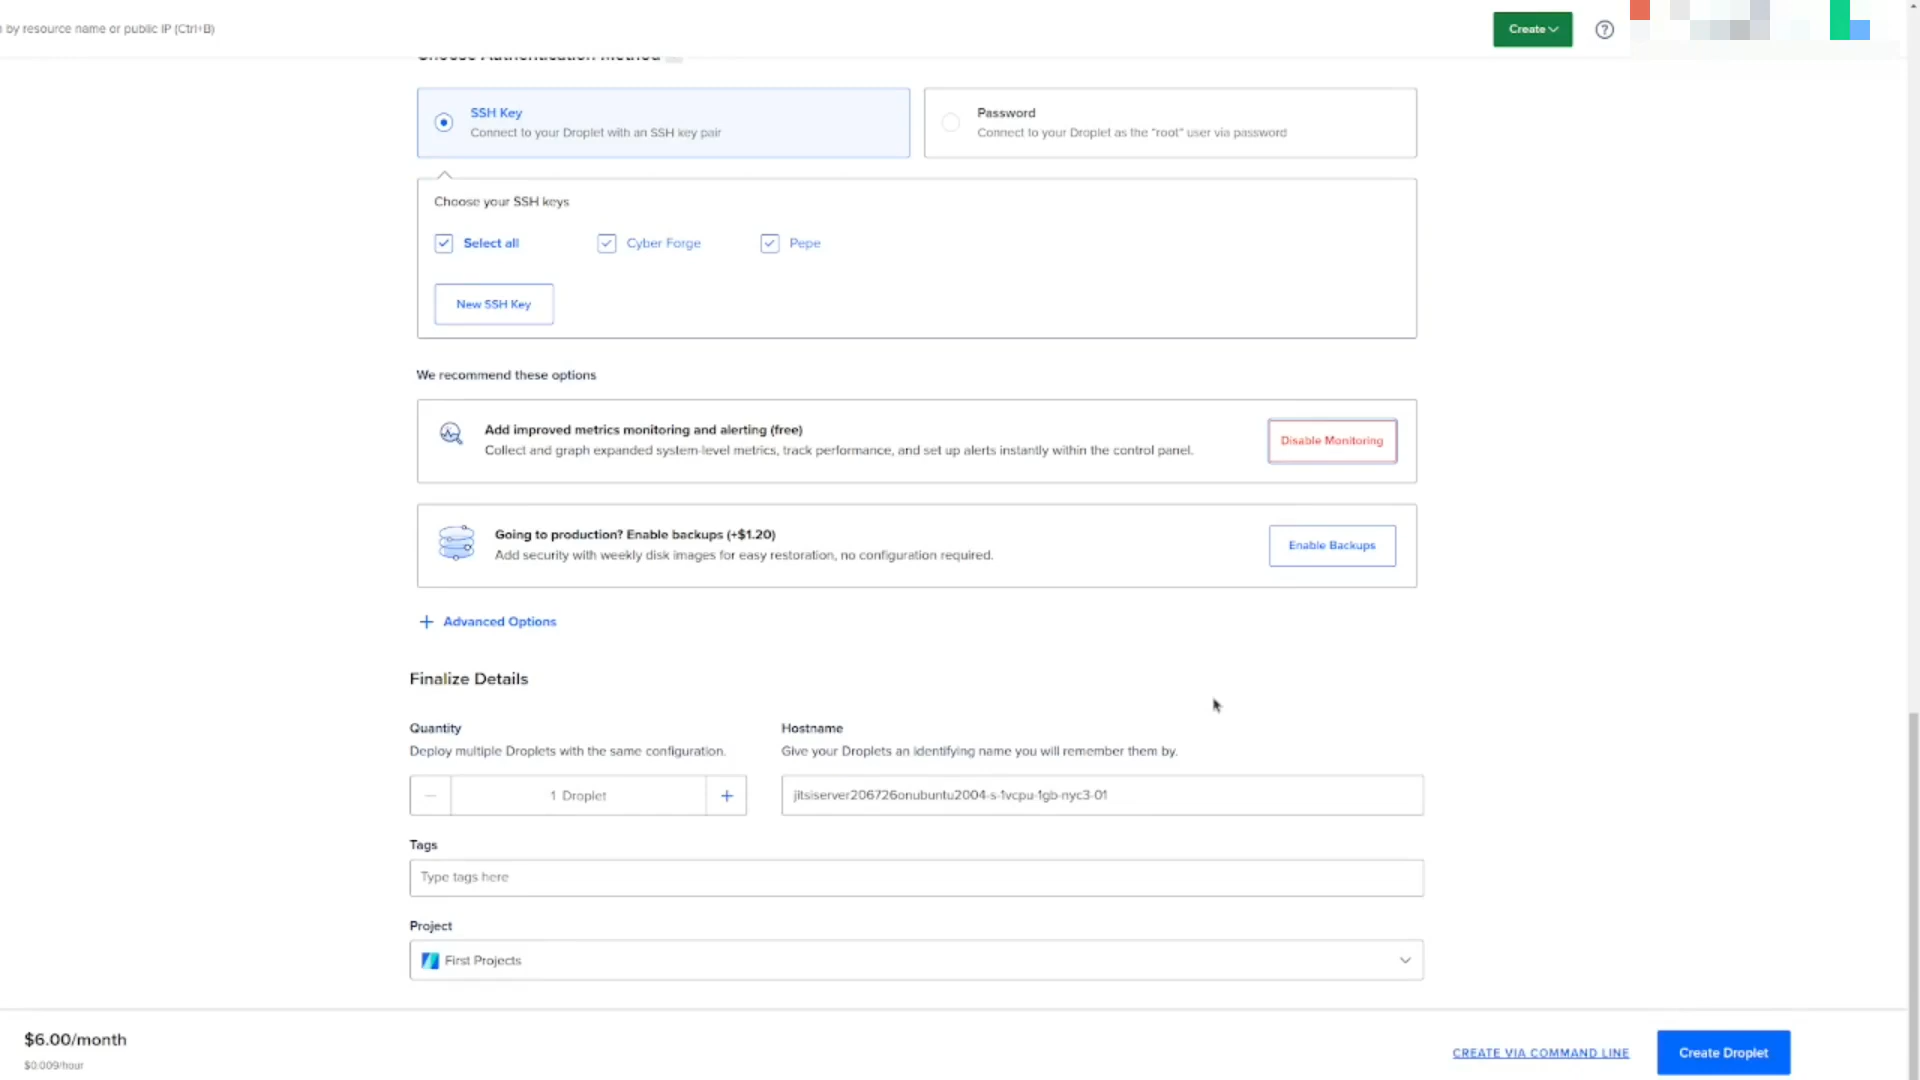 by resource name or public IP (Ctrl+B)
Create
?
Choose Authentication Method
SSH Key
Connect to your Droplet with an SSH key pair
Password
Connect to your Droplet as the "root" user via password
Choose your SSH keys
Select all
Cyber Forge
Pepe
New SSH Key
We recommend these options
Add improved metrics monitoring and alerting (free)
Collect and graph expanded system-level metrics, track performance, and set up alerts instantly within the control panel.
Disable Monitoring
Going to production? Enable backups (+$1.20)
Add security with weekly disk images for easy restoration, no configuration required.
Enable Backups
+ Advanced Options
Finalize Details
Quantity
Deploy multiple Droplets with the same configuration.
1 Droplet
Hostname
Give your Droplets an identifying name you will remember them by.
jitsiserver206726onubuntu2004-s-1vcpu-1gb-nyc3-01
Tags
Type tags here
Project
First Projects
$6.00/month
$0.009/hour
CREATE VIA COMMAND LINE
Create Droplet